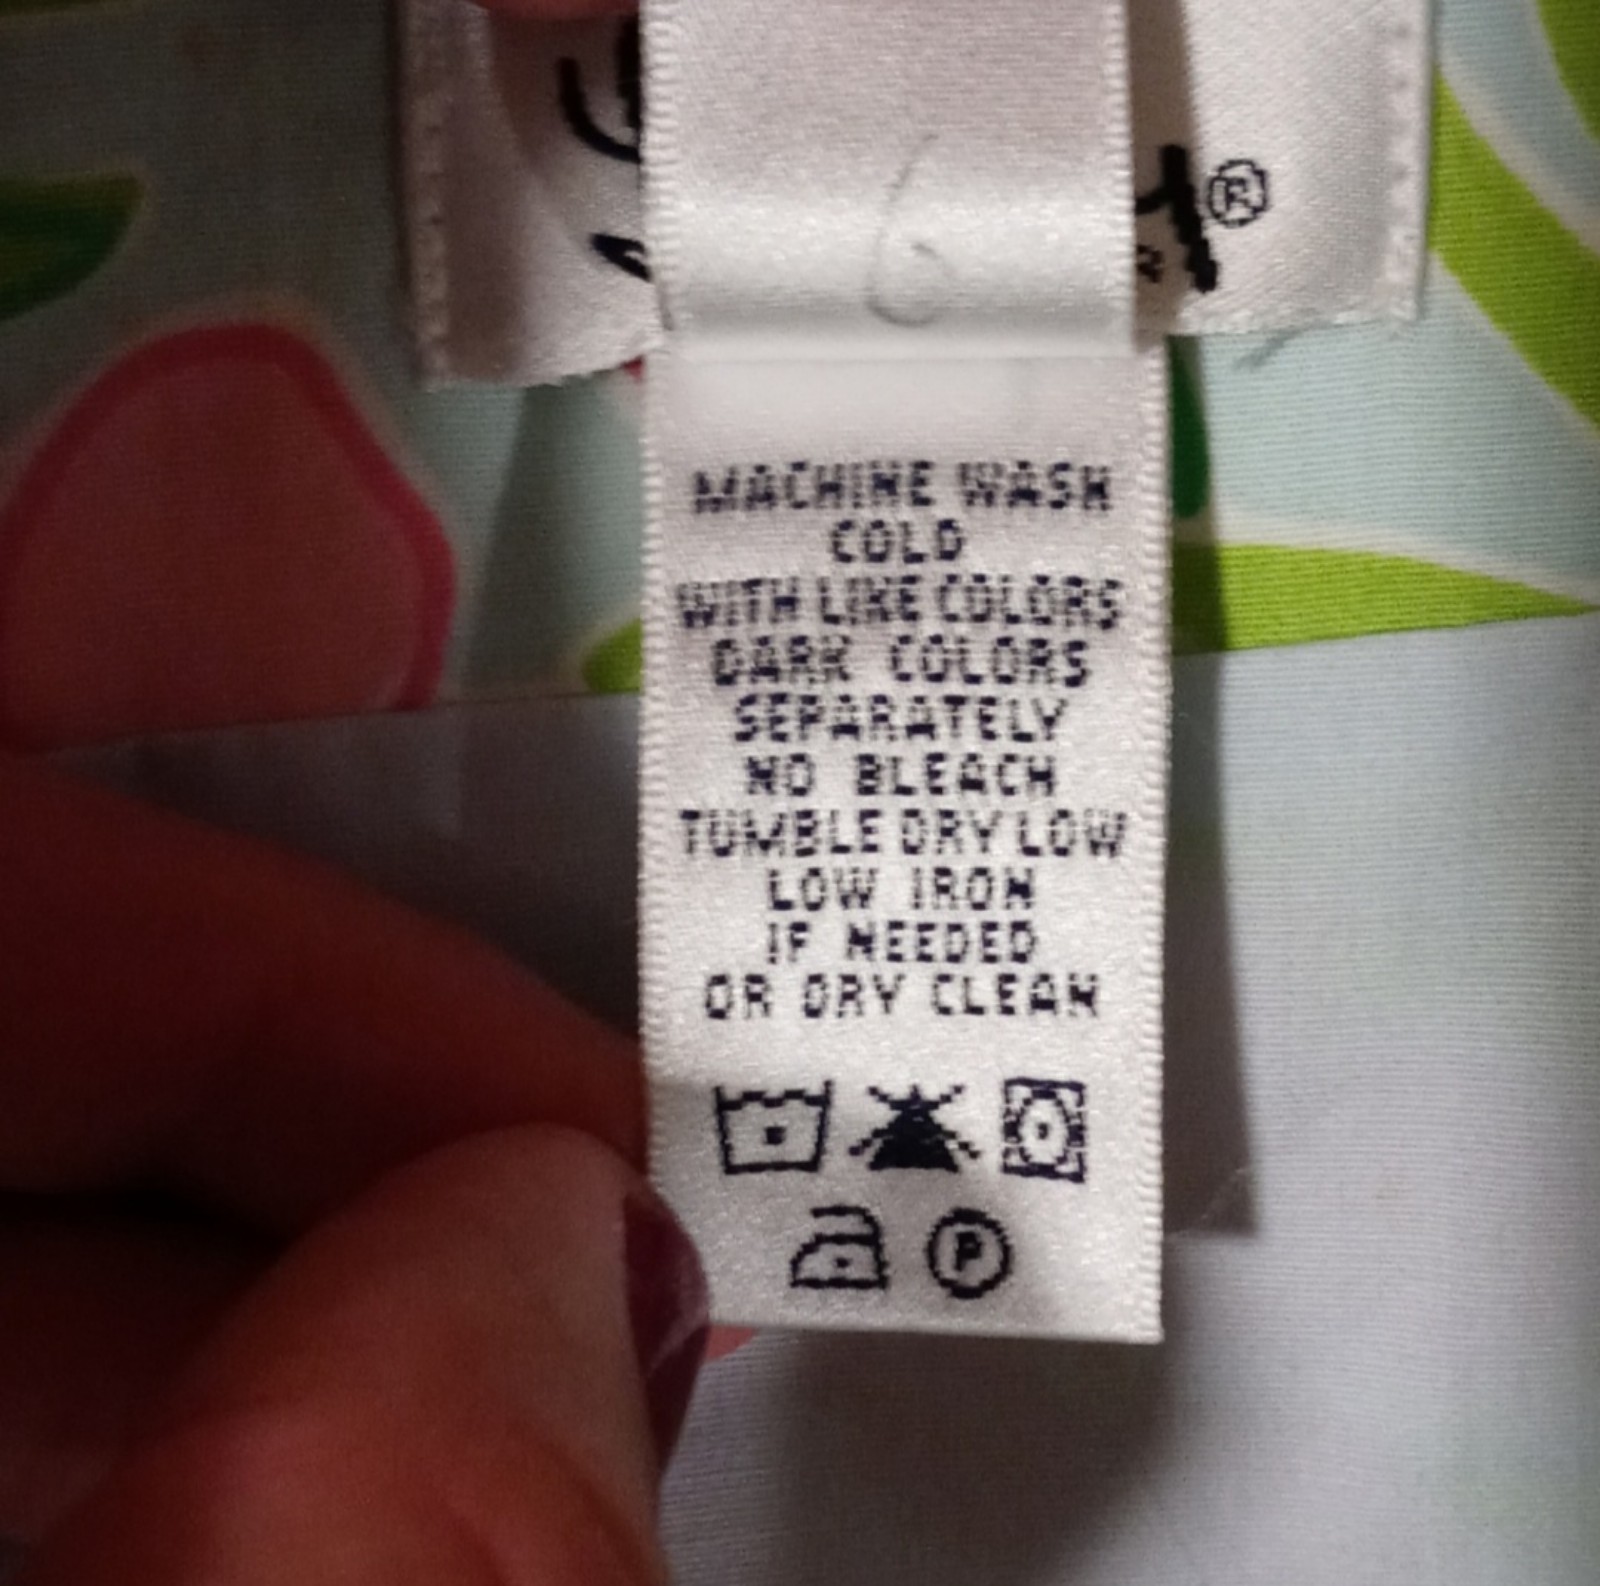 ®
MACHINE WASH
COLD
WITH LIKE COLORS
DARK COLORS
SEPARATELY
NO BLEACH
TUMBLE DRY LOW
LOW IRON
IF NEEDED
OR DRY CLEAN
P